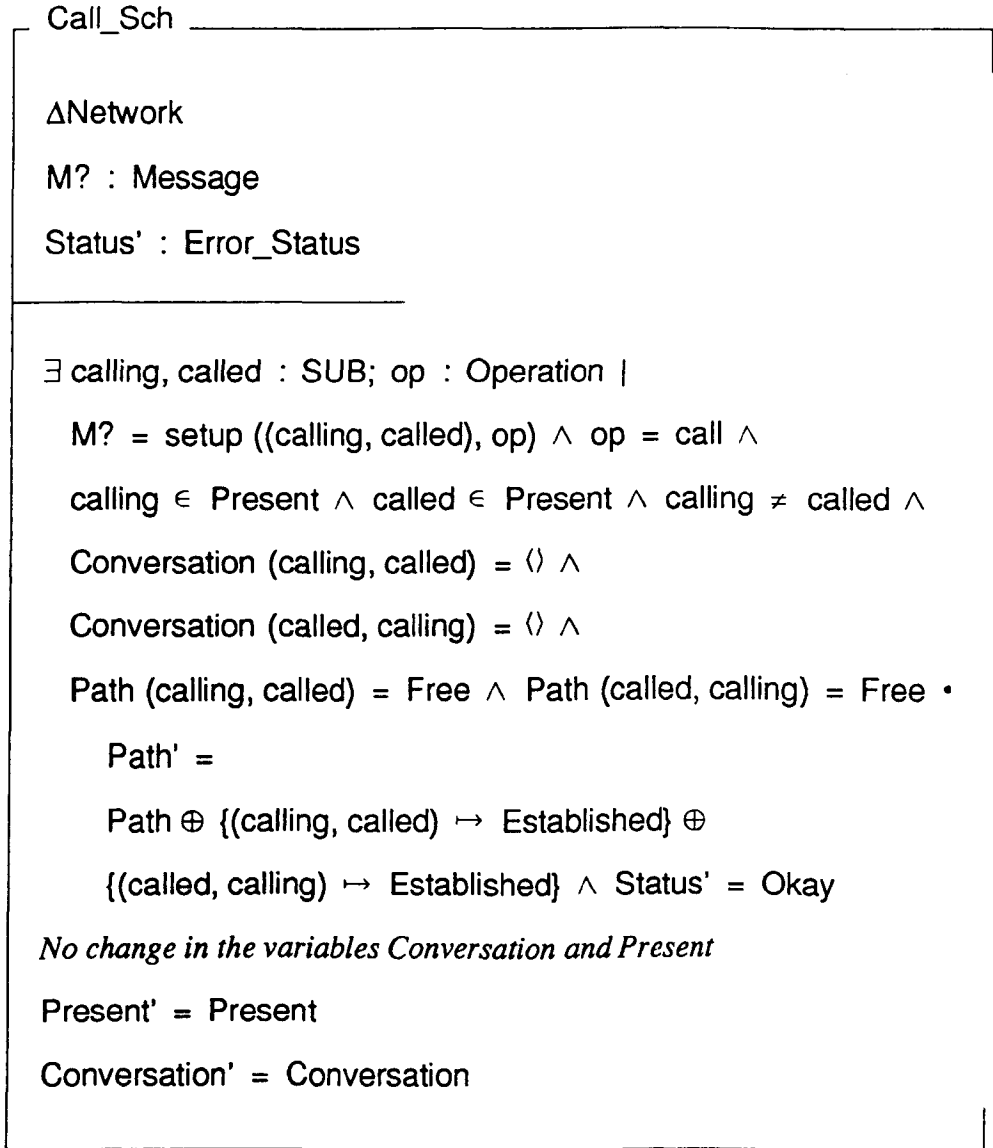 Call_Sch
ΔNetwork
M? : Message
Status' : Error_Status
∃ calling, called : SUB; op : Operation |
M? = setup ((calling, called), op) ∧ op = call ∧
calling ∈ Present ∧ called ∈ Present ∧ calling ≠ called ∧
Conversation (calling, called) = ⟨⟩ ∧
Conversation (called, calling) = ⟨⟩ ∧
Path (calling, called) = Free ∧ Path (called, calling) = Free •
Path' =
Path ⊕ {(calling, called) ↦ Established} ⊕
{(called, calling) ↦ Established} ∧ Status' = Okay
No change in the variables Conversation and Present
Present' = Present
Conversation' = Conversation